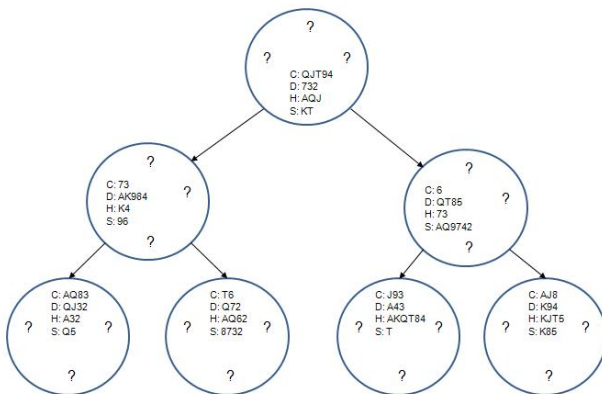 ?
? ?
C: QJT94
D: 732
H: AQJ
S: KT
?
C: 73
D: AK984
H: K4
S: 96
?
?
?
C: 6
D: QT85
H: 73
S: AQ9742
?
?
C: AQ83
D: QJ32
H: A32
S: Q5
? ?
?
C: T6
D: Q72
H: AQ62
S: 8732
? ?
?
C: J93
D: A43
H: AKQT84
S: T
? ?
?
C: AJ8
D: K94
H: KJT5
S: K85
? ?
?